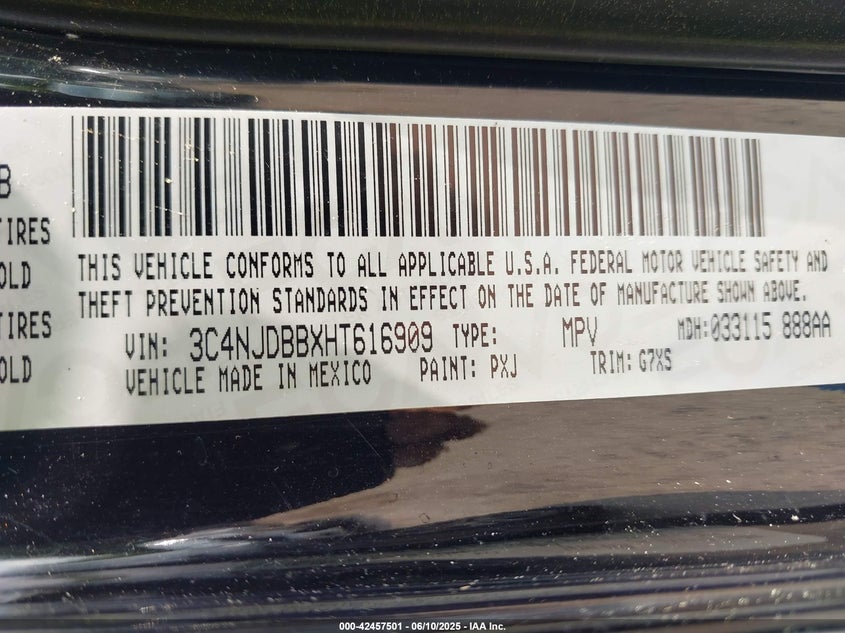 B
TIRES
OLD
TIRES
OLD
THIS VEHICLE CONFORMS TO ALL APPLICABLE U.S.A. FEDERAL MOTOR VEHICLE SAFETY AND
THEFT PREVENTION STANDARDS IN EFFECT ON THE DATE OF MANUFACTURE SHOWN ABOVE.
VIN: 3C4NJDBBXHT616909 TYPE: MPV MDH:033115 888AA
VEHICLE MADE IN MEXICO PAINT: PXJ TRIM: G7XS
000-42457501 - 06/10/2025 - IAA Inc.